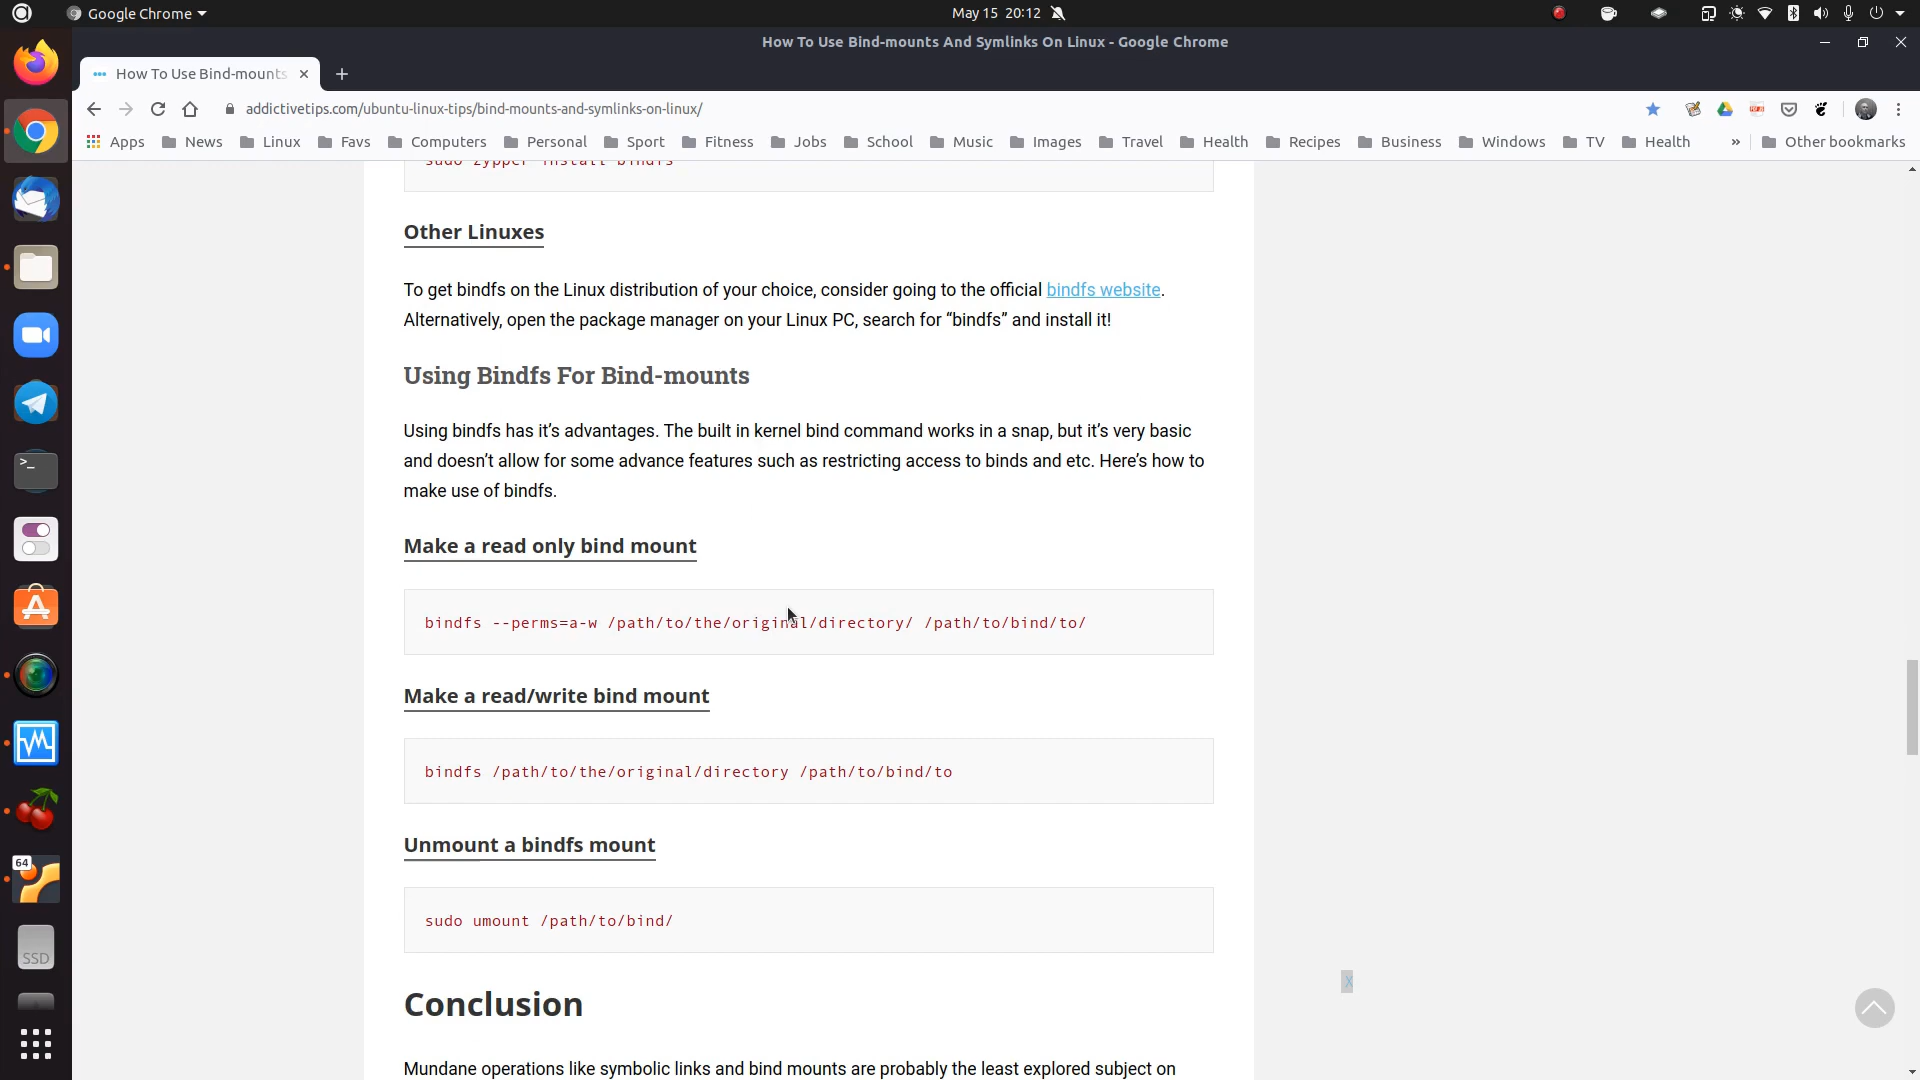 Google Chrome
May 15 20:12
How To Use Bind-mounts And Symlinks On Linux - Google Chrome
How To Use Bind-mounts
addictivetips.com/ubuntu-linux-tips/bind-mounts-and-symlinks-on-linux/
Apps News Linux Favs Computers Personal Sport Fitness Jobs School Music Images Travel Health Recipes Business Windows TV Health » Other bookmarks
sudo zypper install bindfs
Other Linuxes
To get bindfs on the Linux distribution of your choice, consider going to the official bindfs website.
Alternatively, open the package manager on your Linux PC, search for “bindfs” and install it!
Using Bindfs For Bind-mounts
Using bindfs has it’s advantages. The built in kernel bind command works in a snap, but it’s very basic
and doesn’t allow for some advance features such as restricting access to binds and etc. Here’s how to
make use of bindfs.
Make a read only bind mount
bindfs --perms=a-w /path/to/the/original/directory/ /path/to/bind/to/
Make a read/write bind mount
bindfs /path/to/the/original/directory /path/to/bind/to
Unmount a bindfs mount
64
sudo umount /path/to/bind/
SSD
X
Conclusion
Mundane operations like symbolic links and bind mounts are probably the least explored subject on